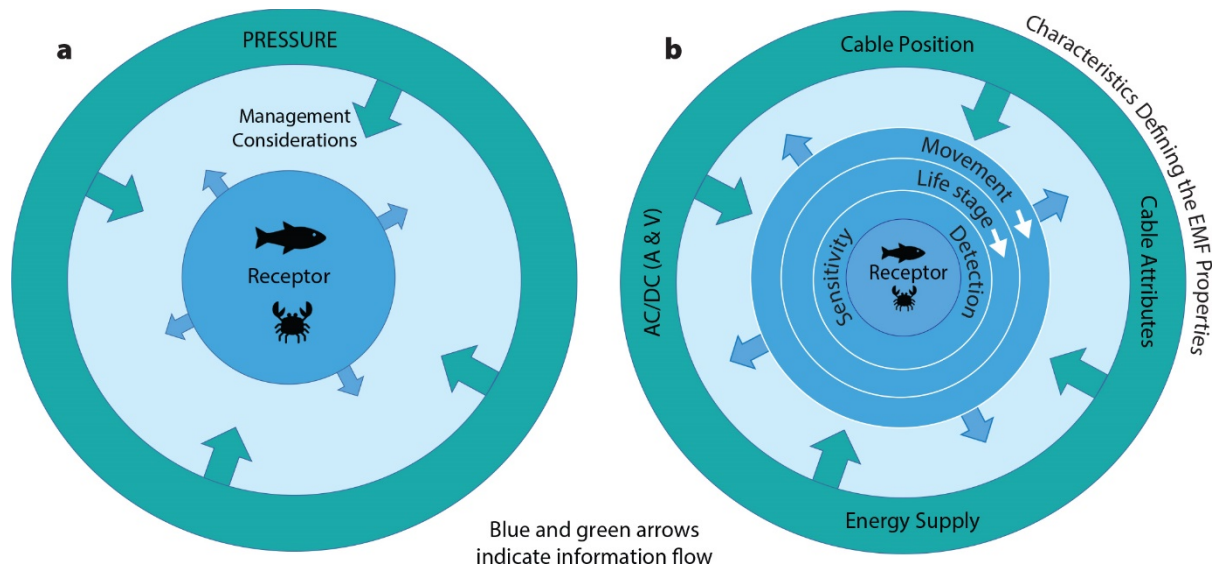 a
PRESSURE
Management
Considerations
Receptor
b
Cable Position
Characteristics Defining the EMF Properties
Movement
Life stage
Detection
Sensitivity
Receptor
AC/DC (A & V)
Cable Attributes
Energy Supply
Blue and green arrows
indicate information flow